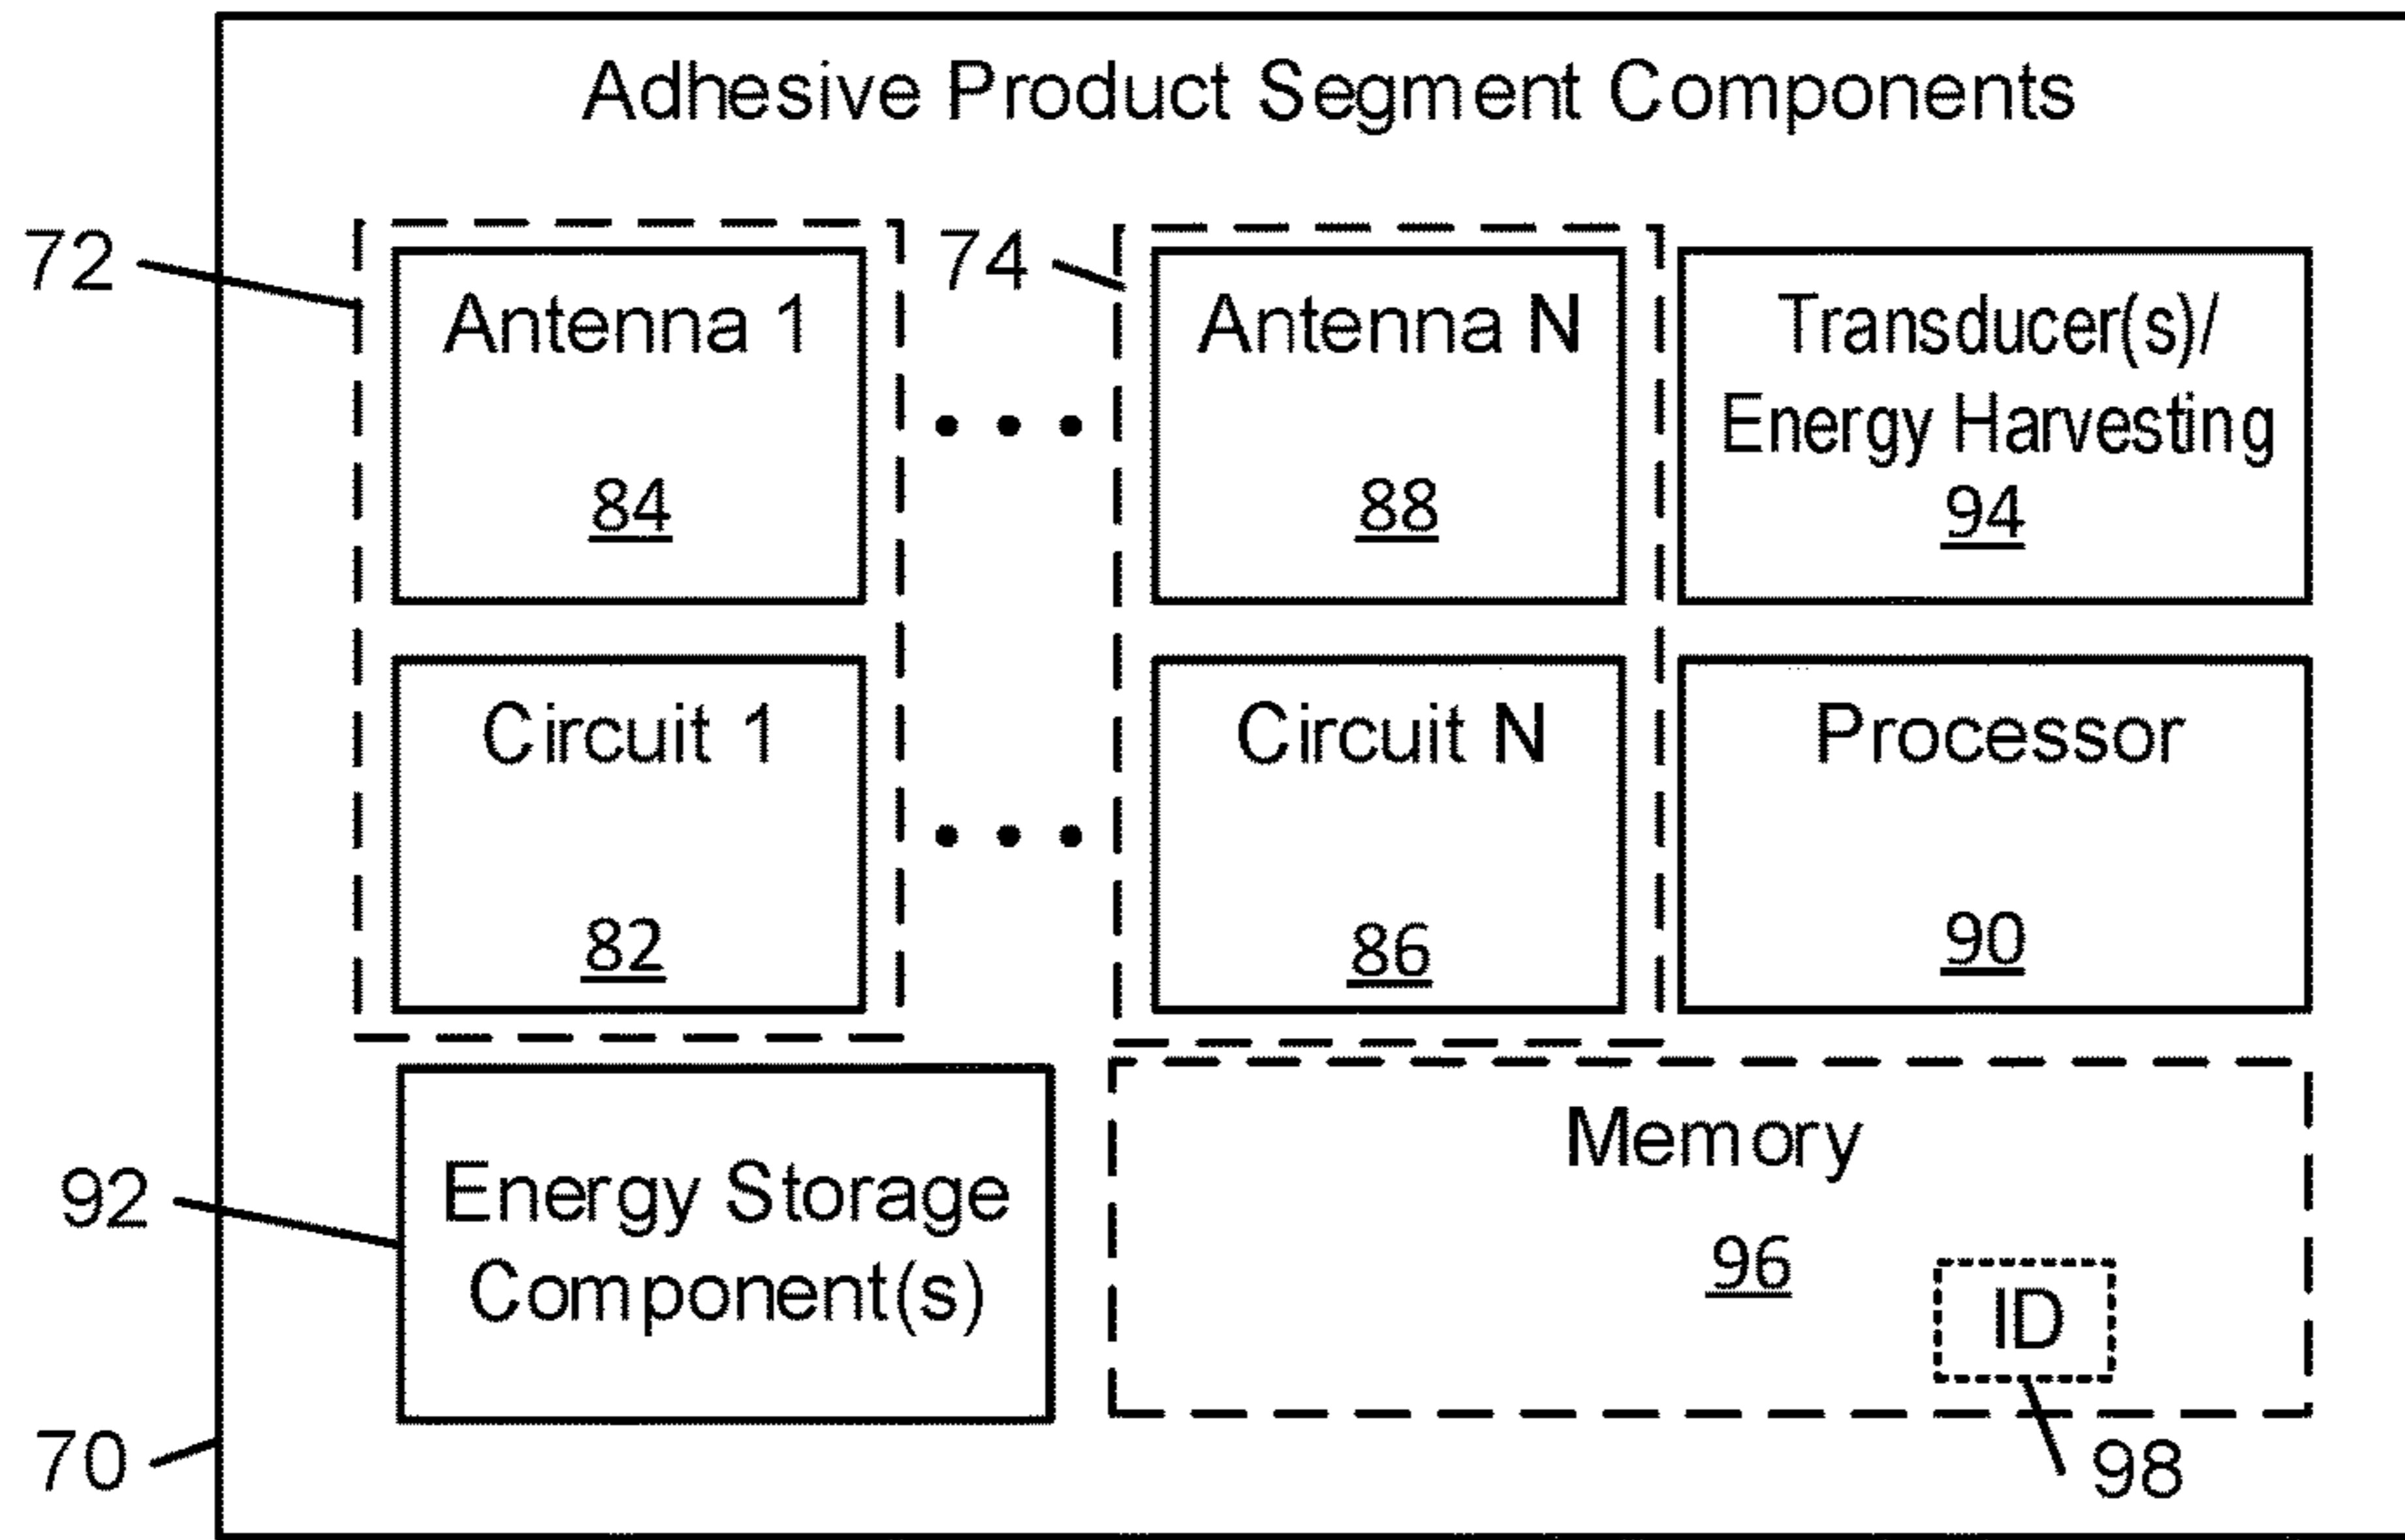 Adhesive Product Segment Components
72
74
Antenna 1
84
Antenna N
88
Transducer(s)/
Energy Harvesting
94
Circuit 1
82
Circuit N
86
Processor
90
92
Energy Storage
Component(s)
Memory
96
ID
70
98